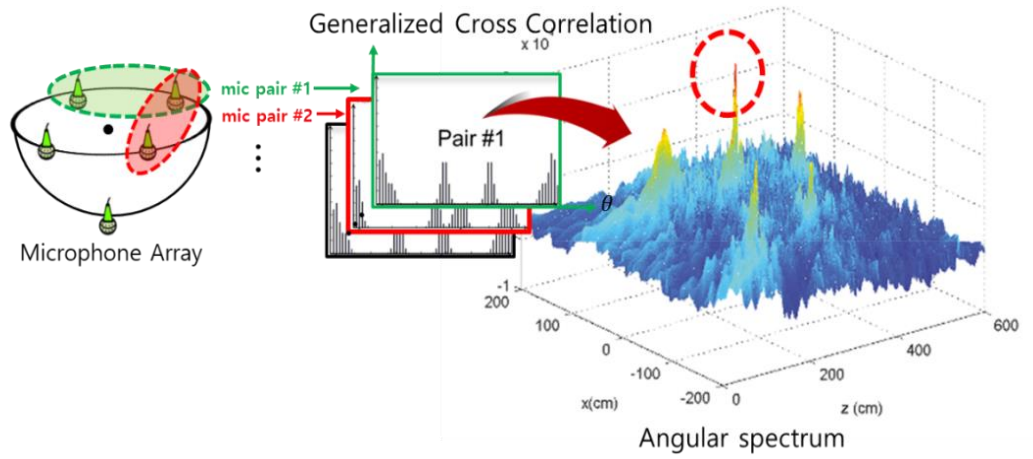 Generalized Cross Correlation
x 10
mic pair #1
mic pair #2
Pair #1
θ
Microphone Array
-1
200
100
0
-100
-200
x(cm)
0
200
400
600
z (cm)
Angular spectrum